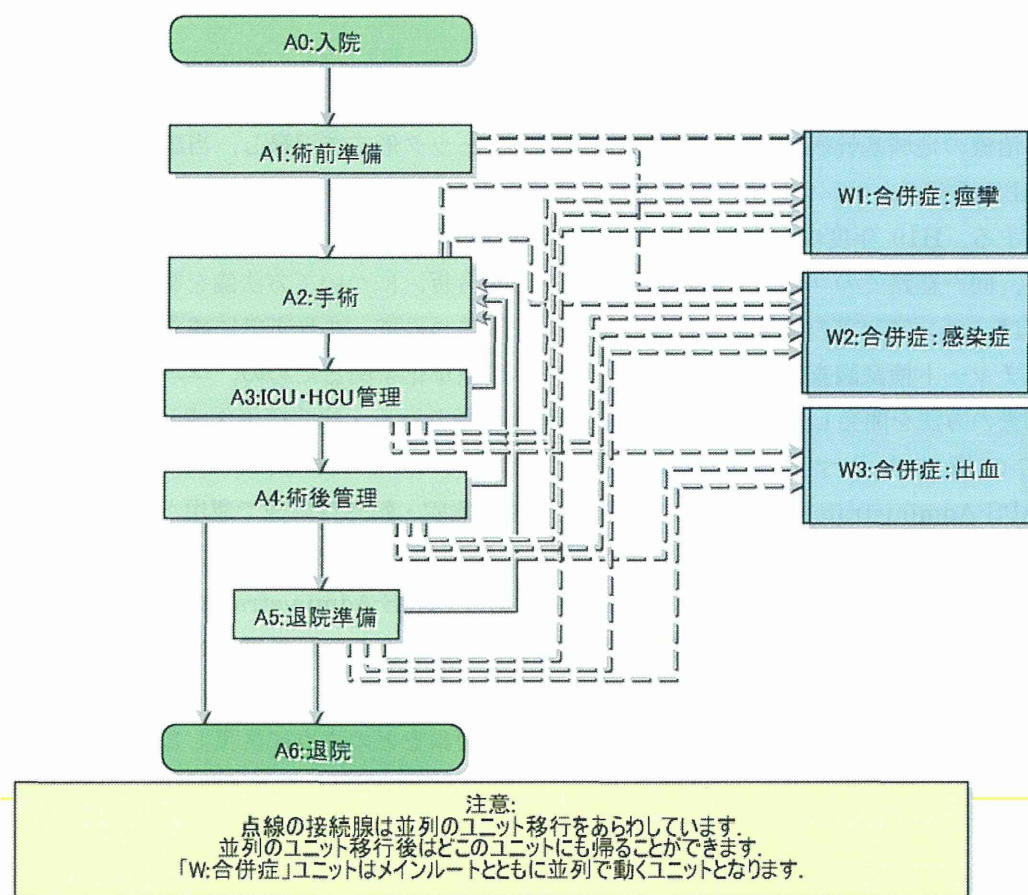 A0:入院
A1:術前準備
A2:手術
A3:ICU・HCU管理
A4:術後管理
A5:退院準備
A6:退院
W1:合併症:痙攣
W2:合併症:感染症
W3:合併症:出血
注意:
点線の接続腺は並列のユニット移行をあらわしています.
並列のユニット移行後はどこのユニットにも帰ることができます.
「W:合併症」ユニットはメインルートとともに並列で動くユニットとなります.